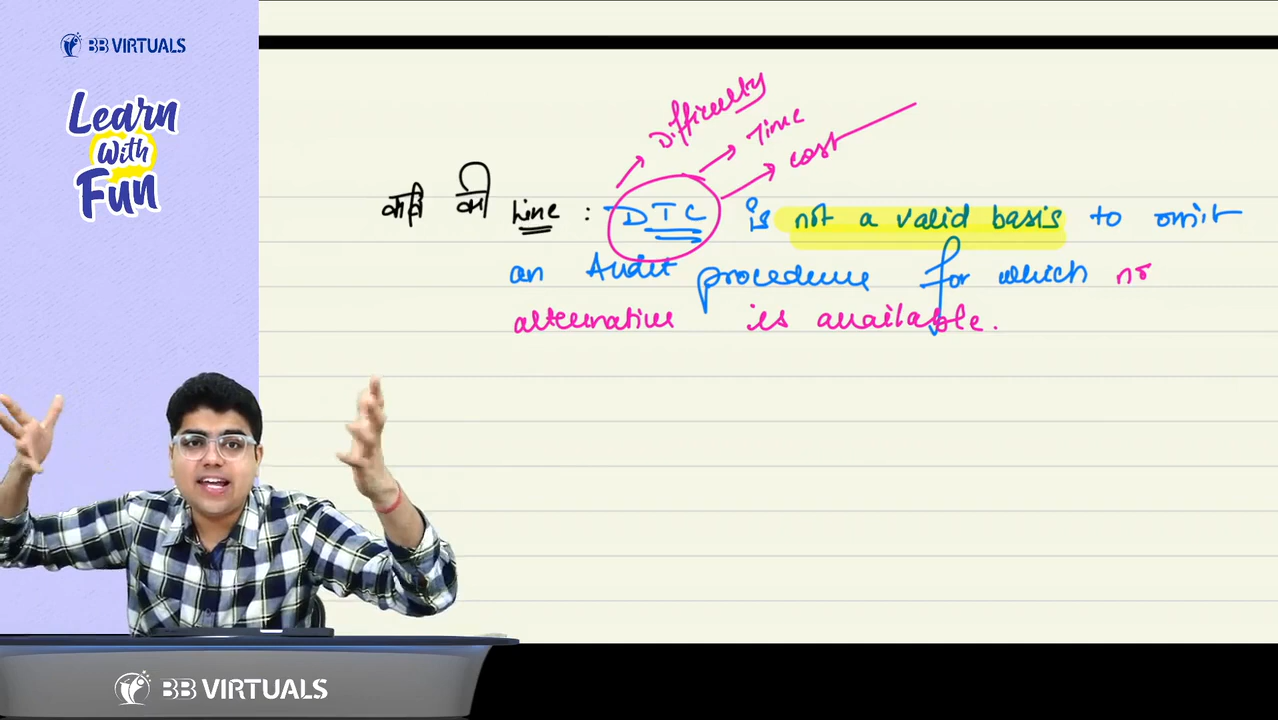 BB VIRTUALS
Learn
With
Fun
Difficulty
Time
Cost
कही भी Line : DTC is not a valid basis to omit
an Audit procedure for which no
alternative is available.
BB VIRTUALS